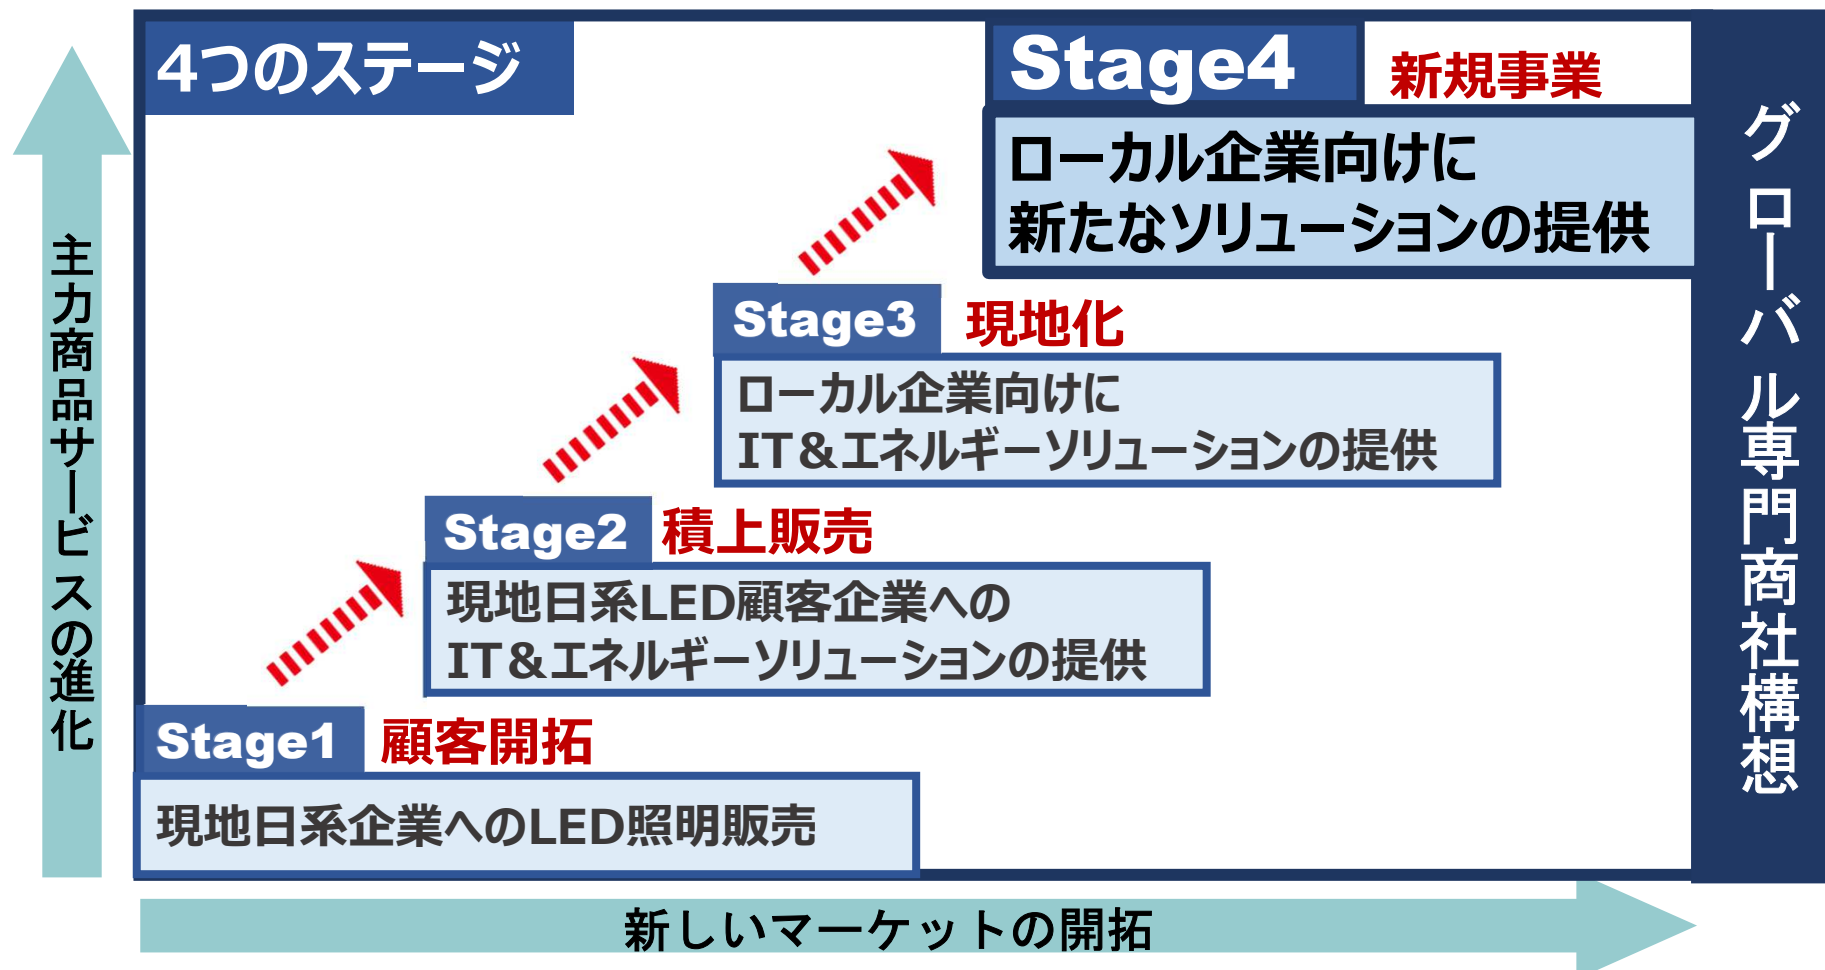 4つのステージ
Stage4
新規事業
ローカル企業向けに
新たなソリューションの提供
Stage3
現地化
ローカル企業向けに
IT&エネルギーソリューションの提供
Stage2
積上販売
現地日系LED顧客企業への
IT&エネルギーソリューションの提供
Stage1
顧客開拓
現地日系企業へのLED照明販売
主力商品サービスの進化
新しいマーケットの開拓
グローバル専門商社構想